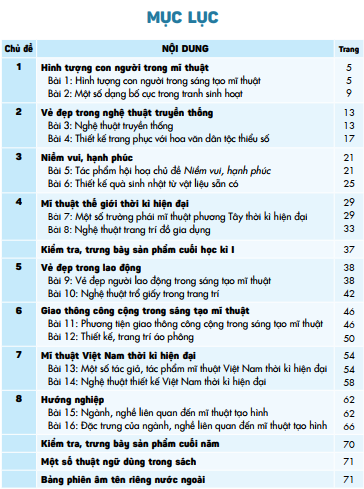 MỤC LỤC
Chủ đề NỘI DUNG Trang
1 Hình tượng con người trong mĩ thuật 5
Bài 1: Hình tượng con người trong sáng tạo mĩ thuật 5
Bài 2: Một số dạng bố cục trong tranh sinh hoạt 9
2 Vẻ đẹp trong nghệ thuật truyền thống 13
Bài 3: Nghệ thuật truyền thống 13
Bài 4: Thiết kế trang phục với hoa văn dân tộc thiểu số 17
3 Niềm vui, hạnh phúc 21
Bài 5: Tác phẩm hội hoạ chủ đề Niềm vui, hạnh phúc 21
Bài 6: Thiết kế quà sinh nhật từ vật liệu sẵn có 25
4 Mĩ thuật thế giới thời kì hiện đại 29
Bài 7: Một số trường phái mĩ thuật phương Tây thời kì hiện đại 29
Bài 8: Nghệ thuật trang trí đồ gia dụng 33
Kiểm tra, trưng bày sản phẩm cuối học kì I 37
5 Vẻ đẹp trong lao động 38
Bài 9: Vẻ đẹp người lao động trong sáng tạo mĩ thuật 38
Bài 10: Nghệ thuật trổ giấy trong trang trí 42
6 Giao thông công cộng trong sáng tạo mĩ thuật 46
Bài 11: Phương tiện giao thông công cộng trong sáng tạo mĩ thuật 46
Bài 12: Thiết kế, trang trí áo phông 50
7 Mĩ thuật Việt Nam thời kì hiện đại 54
Bài 13: Một số tác giả, tác phẩm mĩ thuật Việt Nam thời kì hiện đại 54
Bài 14: Nghệ thuật thiết kế Việt Nam thời kì hiện đại 58
8 Hướng nghiệp 62
Bài 15: Ngành, nghề liên quan đến mĩ thuật tạo hình 62
Bài 16: Đặc trưng của ngành, nghề liên quan đến mĩ thuật tạo hình 66
Kiểm tra, trưng bày sản phẩm cuối năm 70
Một số thuật ngữ dùng trong sách 71
Bảng phiên âm tên riêng nước ngoài 71